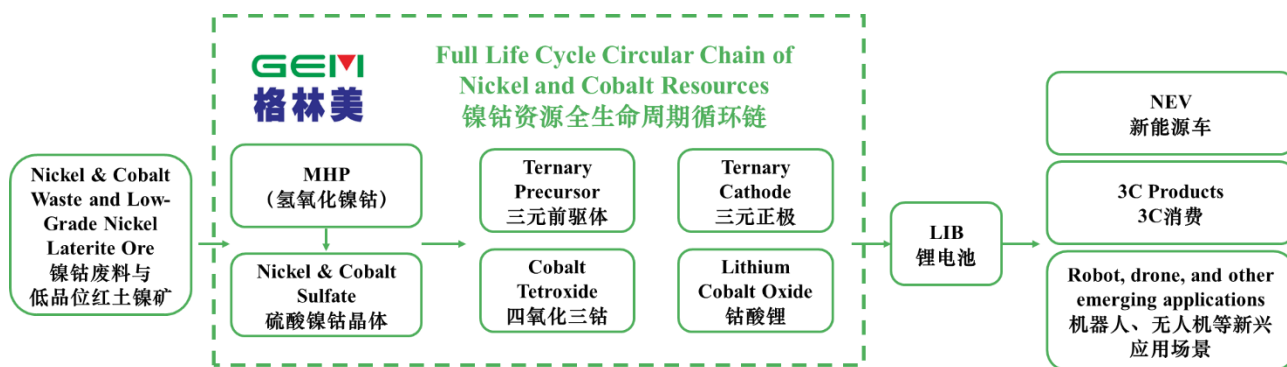 GEM
格林美
Full Life Cycle Circular Chain of
Nickel and Cobalt Resources
镍钴资源全生命周期循环链
Nickel & Cobalt
Waste and Low-
Grade Nickel
Laterite Ore
镍钴废料与
低品位红土镍矿
MHP
（氢氧化镍钴）
Nickel & Cobalt
Sulfate
硫酸镍钴晶体
Ternary
Precursor
三元前驱体
Cobalt
Tetroxide
四氧化三钴
Ternary
Cathode
三元正极
Lithium
Cobalt Oxide
钴酸锂
LIB
锂电池
NEV
新能源车
3C Products
3C消费
Robot, drone, and other
emerging applications
机器人、无人机等新兴
应用场景